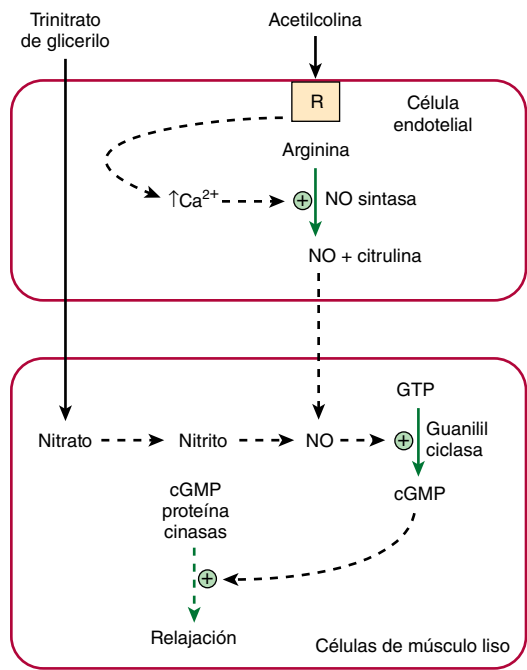 Trinitrato
de glicerilo
Acetilcolina
R
Célula
endotelial
Arginina
↑Ca²⁺
+
NO sintasa
NO + citrulina
GTP
Nitrato
Nitrito
NO
+
Guanilil
ciclasa
cGMP
proteína
cinasas
cGMP
+
Relajación
Células de músculo liso